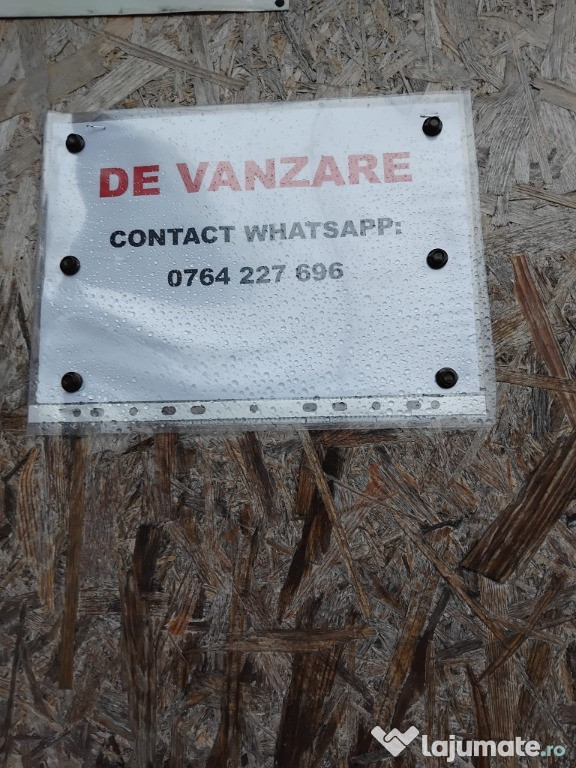 DE VANZARE
CONTACT WHATSAPP:
0764 227 696
lajumate.ro